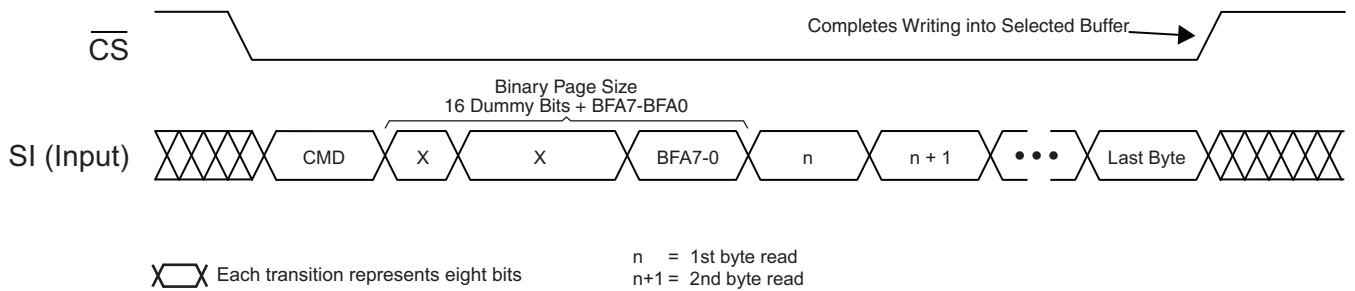 Completes Writing into Selected Buffer
CS
Binary Page Size
16 Dummy Bits + BFA7-BFA0
SI (Input)
CMD X X BFA7-0 n n + 1 ••• Last Byte
Each transition represents eight bits
n = 1st byte read
n+1 = 2nd byte read